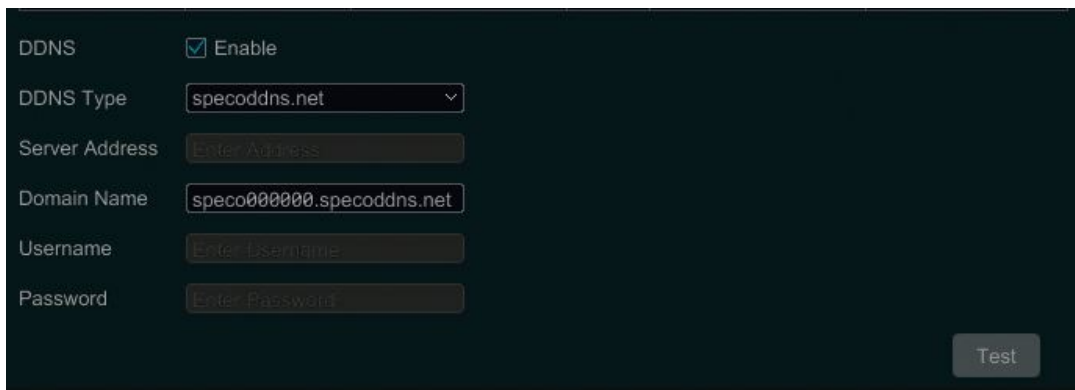 DDNS Enable
DDNS Type specoddns.net
Server Address Enter Address
Domain Name speco000000.specoddns.net
Username Enter Username
Password Enter Password
Test